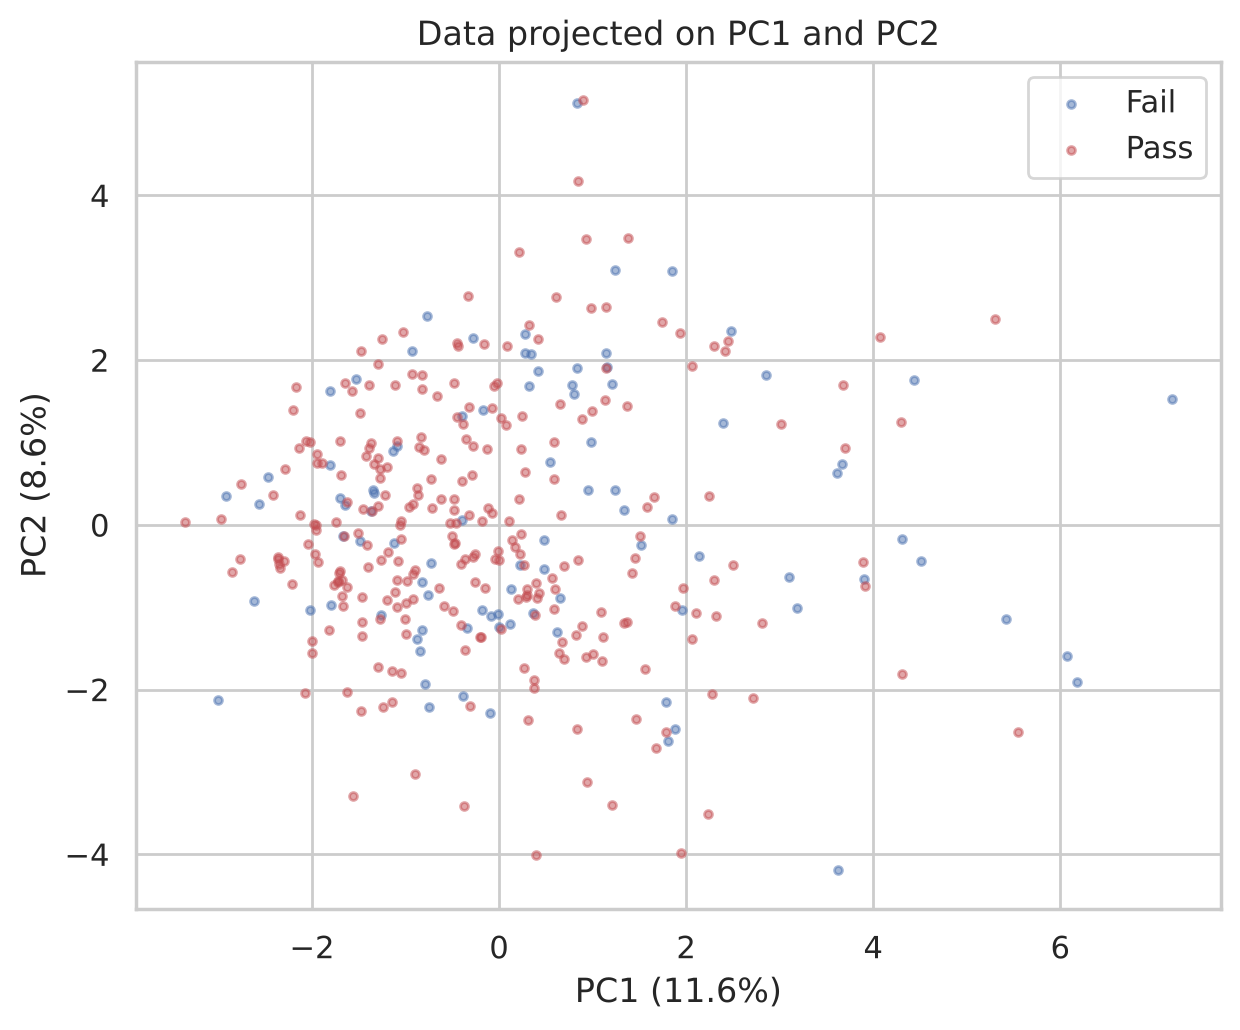 Data projected on PC1 and PC2
Fail
Pass
4
2
0
−2
−4
PC2 (8.6%)
−2
0
2
4
6
PC1 (11.6%)